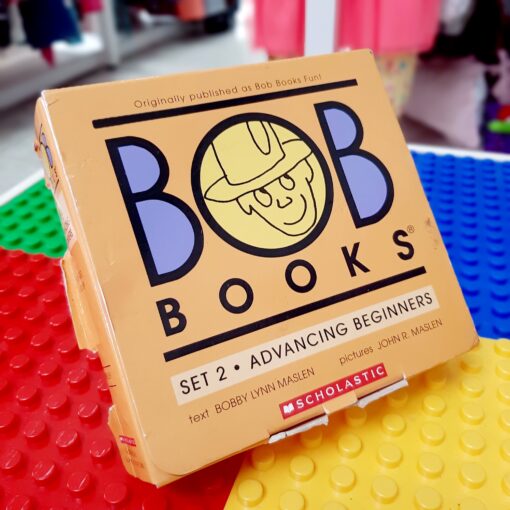 Originally published as Bob Books Fun!
BOB
BOOKS®
SET 2 • ADVANCING BEGINNERS
text BOBBY LYNN MASLEN pictures JOHN R. MASLEN
SCHOLASTIC